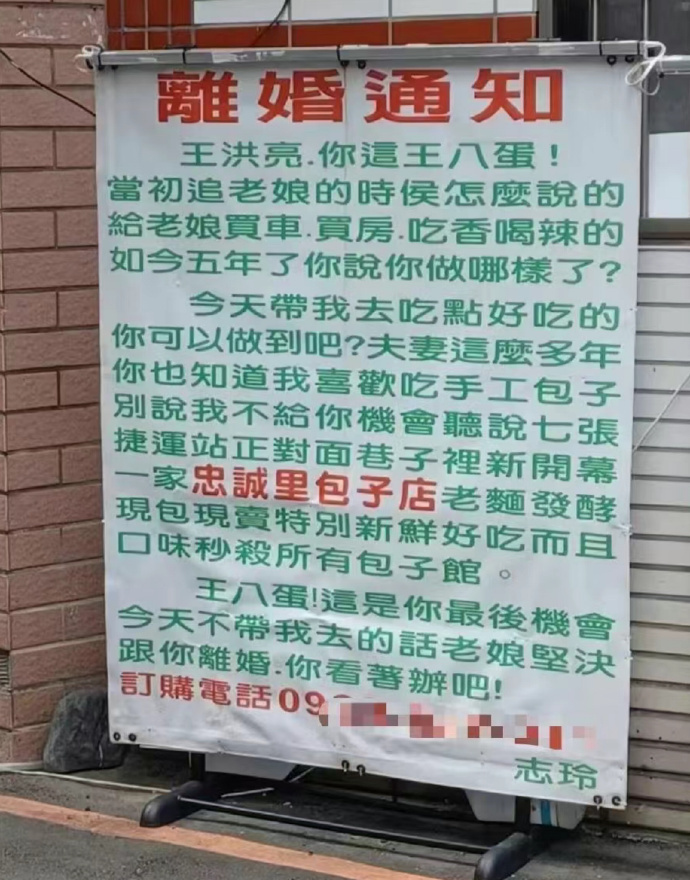 離婚通知
王洪亮.你這王八蛋!
當初追老娘的時侯怎麼說的
給老娘買車.買房.吃香喝辣的
如今五年了你說你做哪樣了?
今天帶我去吃點好吃的
你可以做到吧?夫妻這麼多年
你也知道我喜歡吃手工包子
別說我不給你機會聽說七張
捷運站正對面巷子裡新開幕
一家忠誠里包子店老麵發酵
現包現賣特別新鮮好吃而且
口味秒殺所有包子館。
王八蛋!這是你最後機會
今天不帶我去的話老娘堅決
跟你離婚.你看著辦吧!
訂購電話09
志玲